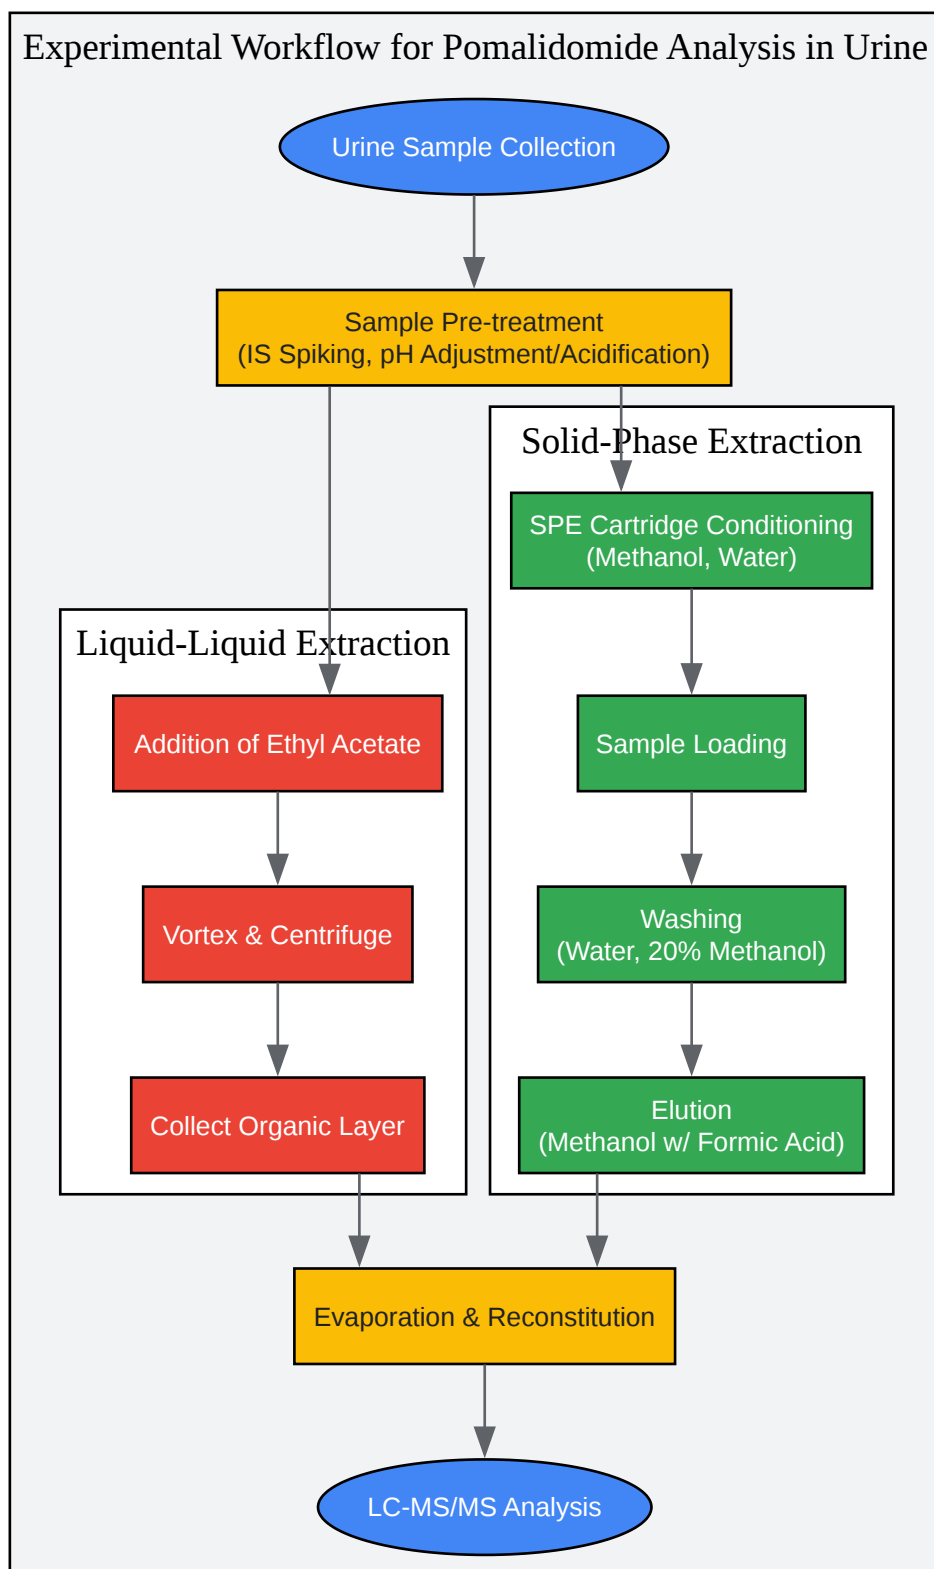 Experimental Workflow for Pomalidomide Analysis in Urine
Urine Sample Collection
Sample Pre-treatment
(IS Spiking, pH Adjustment/Acidification)
Solid-Phase Extraction
SPE Cartridge Conditioning
(Methanol, Water)
Liquid-Liquid Extraction
Addition of Ethyl Acetate
Sample Loading
Vortex & Centrifuge
Washing
(Water, 20% Methanol)
Collect Organic Layer
Elution
(Methanol w/ Formic Acid)
Evaporation & Reconstitution
LC-MS/MS Analysis